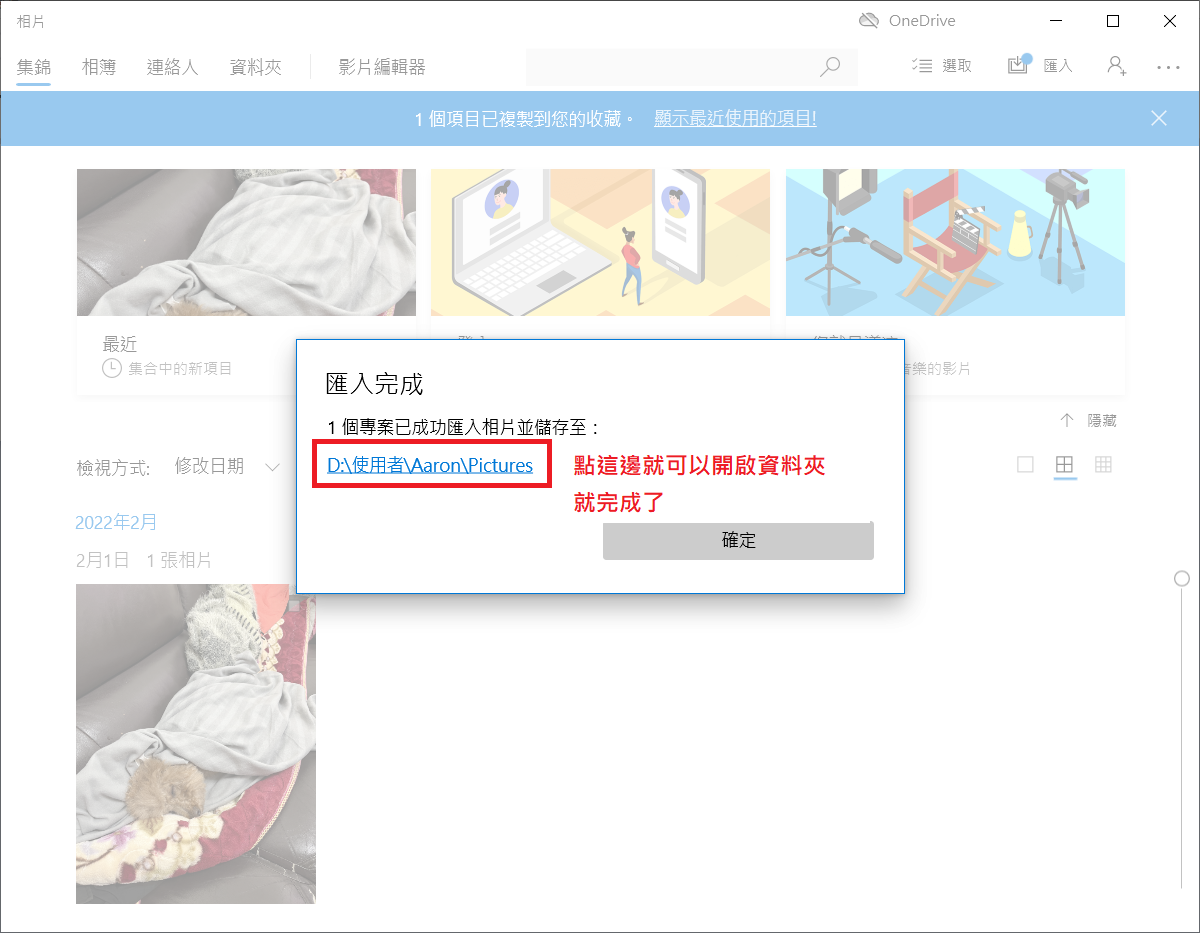 相片
OneDrive
集錦 相簿 連絡人 資料夾 影片編輯器 選取 匯入
1 個項目已複製到您的收藏。 顯示最近使用的項目!
最近
集合中的新項目
音樂的影片
隱藏
匯入完成
1 個專案已成功匯入相片並儲存至：
D:\使用者\Aaron\Pictures
點這邊就可以開啟資料夾
就完成了
確定
檢視方式: 修改日期
2022年2月
2月1日 1 張相片